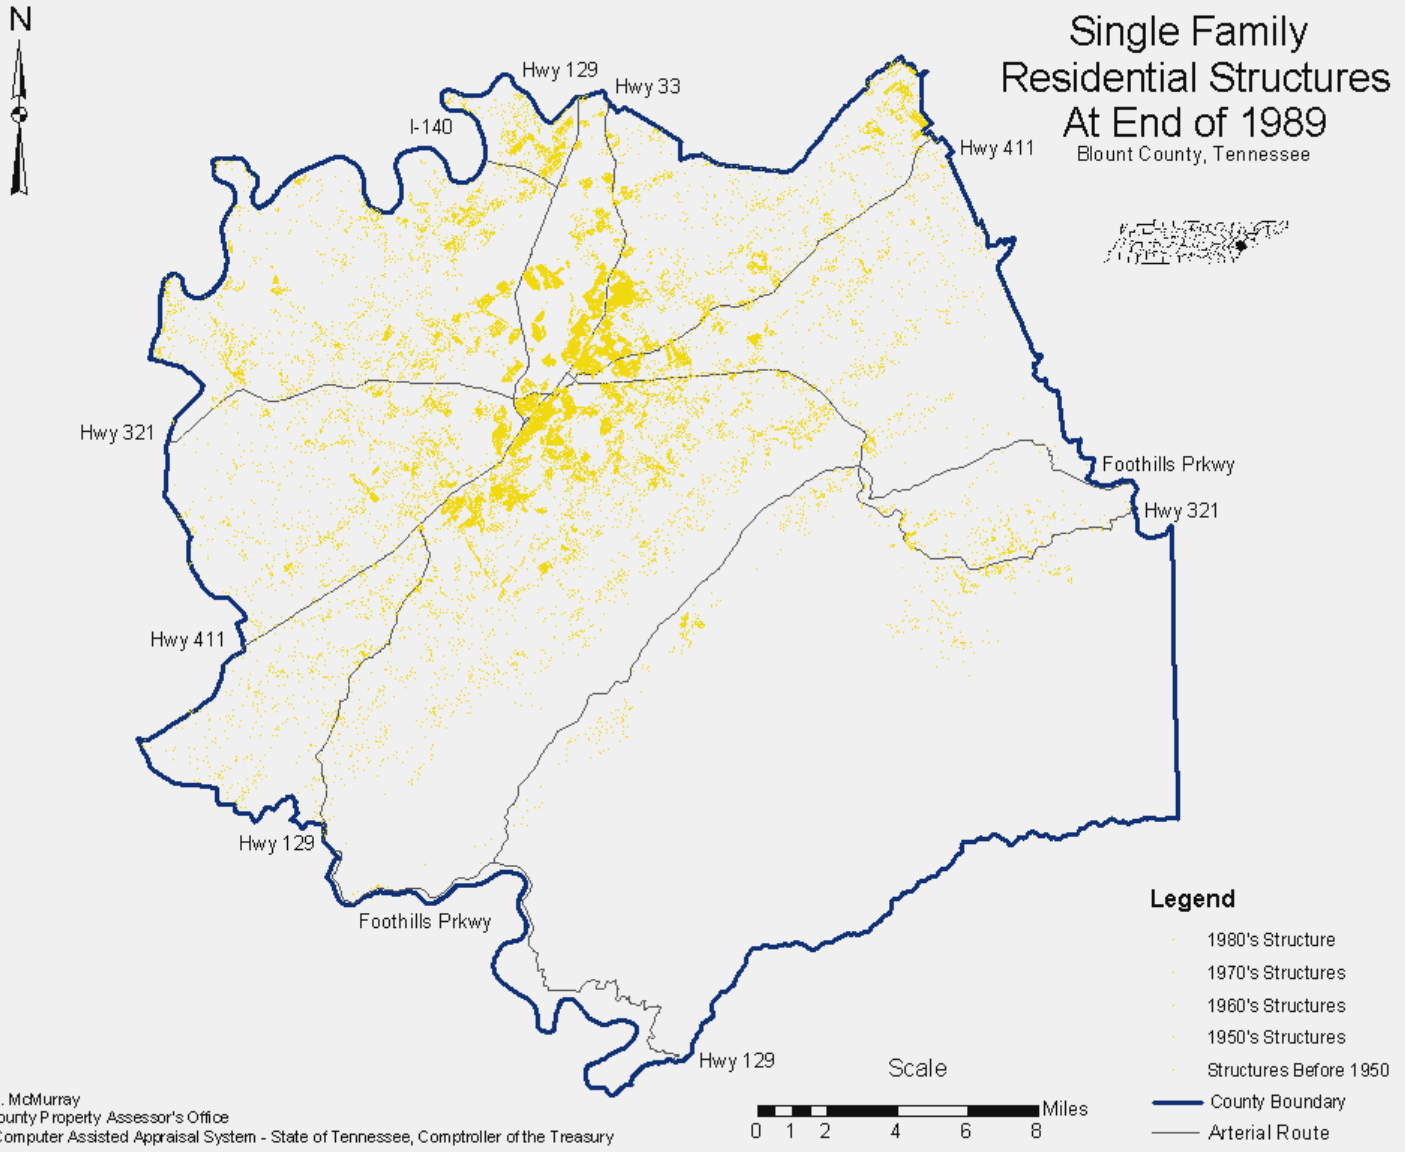 N
Single Family
Residential Structures
At End of 1989
Blount County, Tennessee
Hwy 129
Hwy 33
I-140
Hwy 411
Hwy 321
Foothills Prkwy
Hwy 321
Hwy 411
Hwy 129
Foothills Prkwy
Hwy 129
Legend
1980's Structure
1970's Structures
1960's Structures
1950's Structures
Structures Before 1950
County Boundary
Arterial Route
Scale
Miles
0 1 2 4 6 8
. McMurray
ounty Property Assessor's Office
Computer Assisted Appraisal System - State of Tennessee, Comptroller of the Treasury